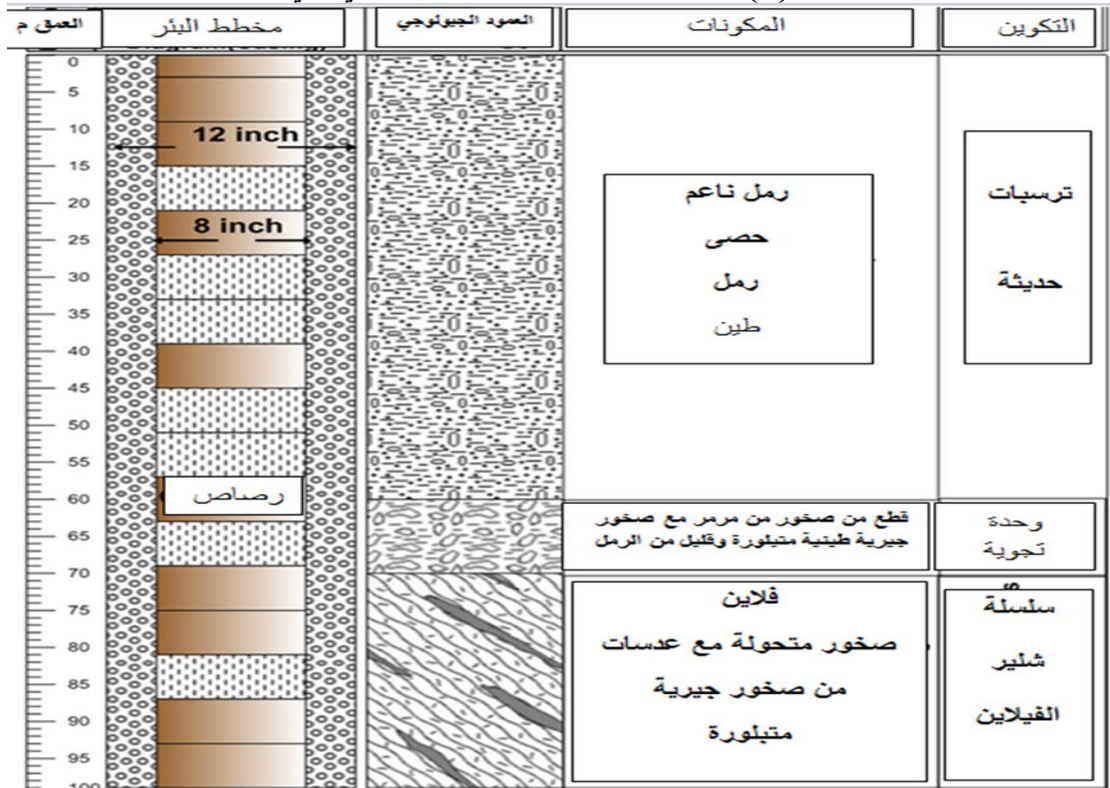 العمق م
مخطط البئر
العمود الجيولوجي
المكونات
التكوين
0
5
10
15
20
25
30
35
40
45
50
55
60
65
70
75
80
85
90
95
100
12 inch
8 inch
رصاص
رمل ناعم
حصى
رمل
طين
ترسبات
حديثة
قطع من صخور من مرمر مع صخور
جيرية طينية متبلورة وقليل من الرمل
وحدة
تجوية
فلاين
صخور متحولة مع عدسات
من صخور جيرية
متبلورة
سلسلة
شلير
الفيلاين